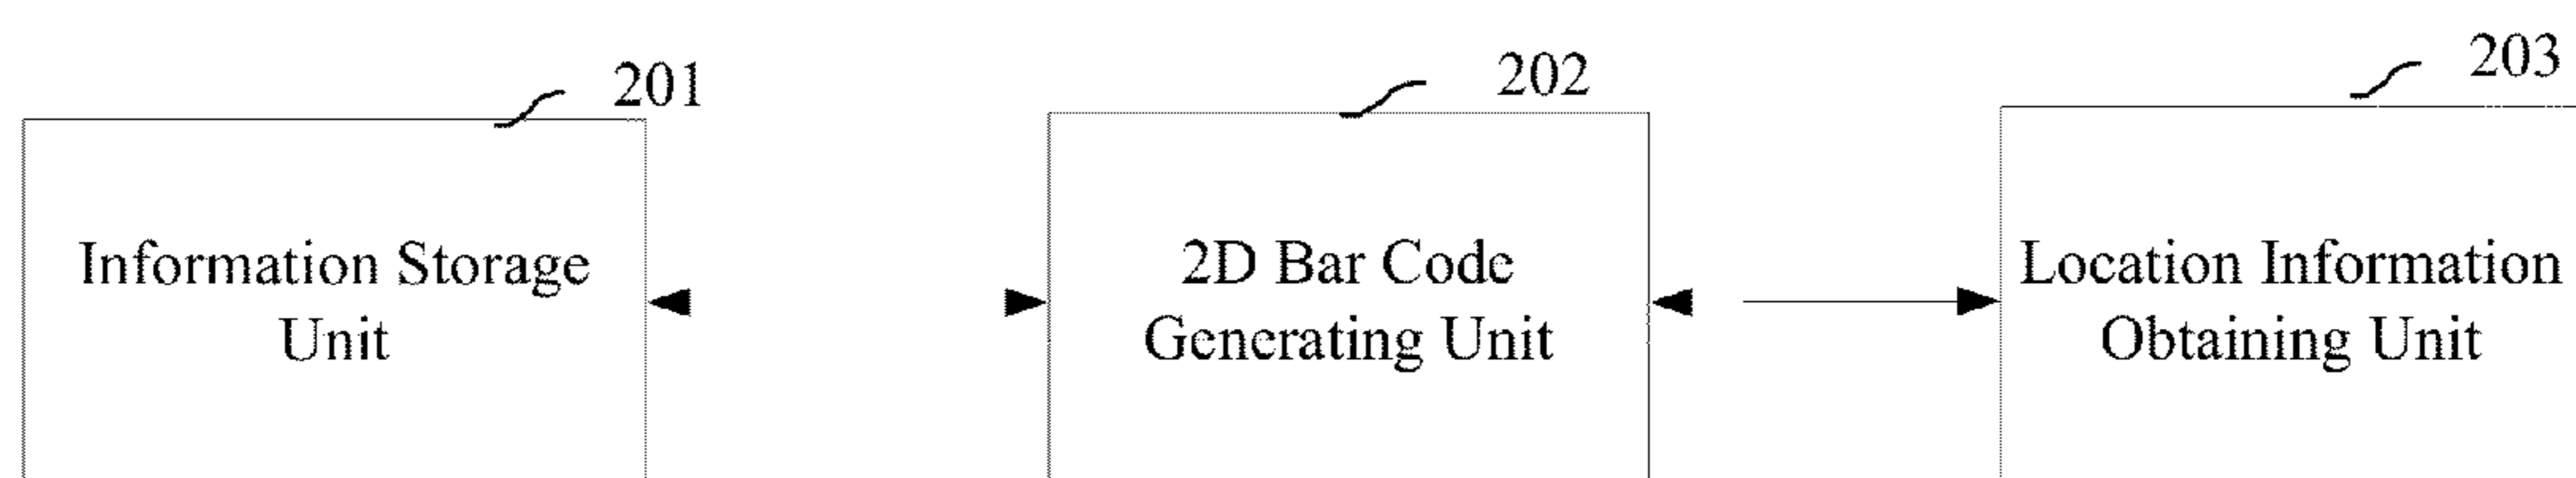 201
202
203
Information Storage
Unit
2D Bar Code
Generating Unit
Location Information
Obtaining Unit